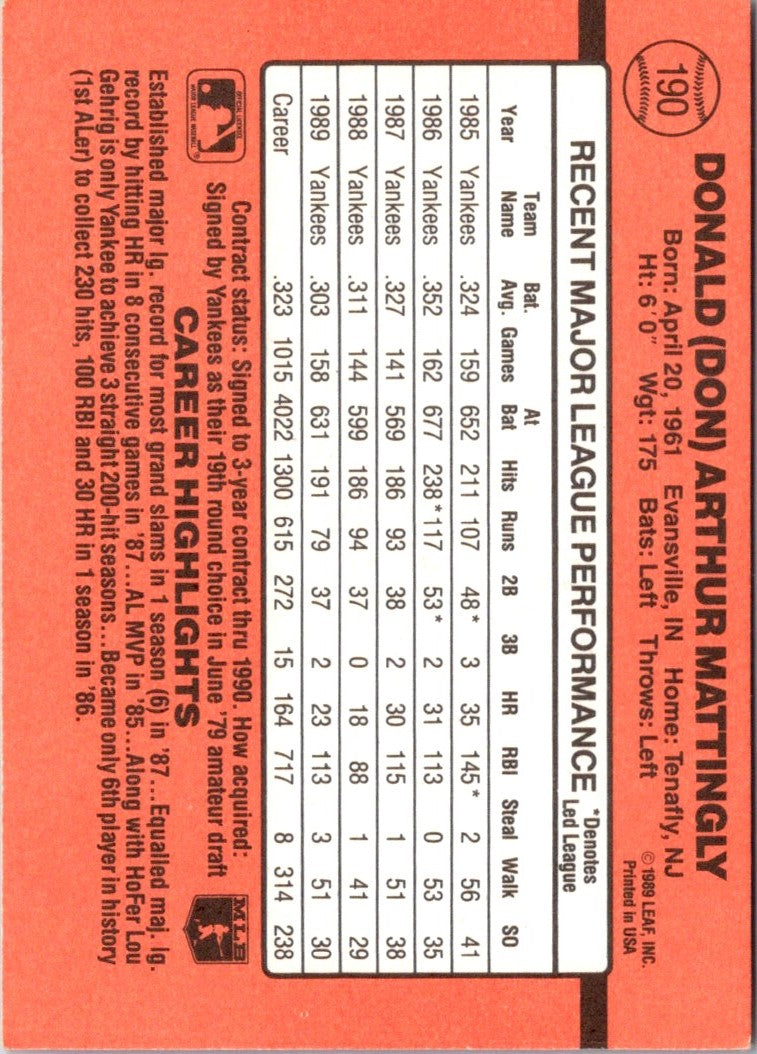 190
DONALD (DON) ARTHUR MATTINGLY
Born: April 20, 1961 Evansville, IN Home: Tenafly, NJ
Ht: 6'0" Wgt: 175 Bats: Left Throws: Left
© 1989 LEAF, INC.
Printed in USA
RECENT MAJOR LEAGUE PERFORMANCE
*Denotes
Led League
Year Team Name Bat. Avg. Games At Bat Hits Runs 2B 3B HR RBI Steal Walk SO
1985 Yankees .324 159 652 211 107 48* 3 35 145* 2 56 41
1986 Yankees .352 162 677 238* 117 53* 2 31 113 0 53 35
1987 Yankees .327 141 569 186 93 38 2 30 115 1 51 38
1988 Yankees .311 144 599 186 94 37 0 18 88 1 41 29
1989 Yankees .303 158 631 191 79 37 2 23 113 3 51 30
Career .323 1015 4022 1300 615 272 15 164 717 8 314 238
OFFICIAL LICENSEE
MAJOR LEAGUE BASEBALL
Contract status: Signed to 3-year contract thru 1990. How acquired:
Signed by Yankees as their 19th round choice in June '79 amateur draft
MLB
CAREER HIGHLIGHTS
Established major lg. record for most grand slams in 1 season (6) in '87...Equalled maj. lg.
record by hitting HR in 8 consecutive games in '87...AL MVP in '85...Along with HoFer Lou
Gehrig is only Yankee to achieve 3 straight 200-hit seasons...Became only 6th player in history
(1st ALer) to collect 230 hits, 100 RBI and 30 HR in 1 season in '86.